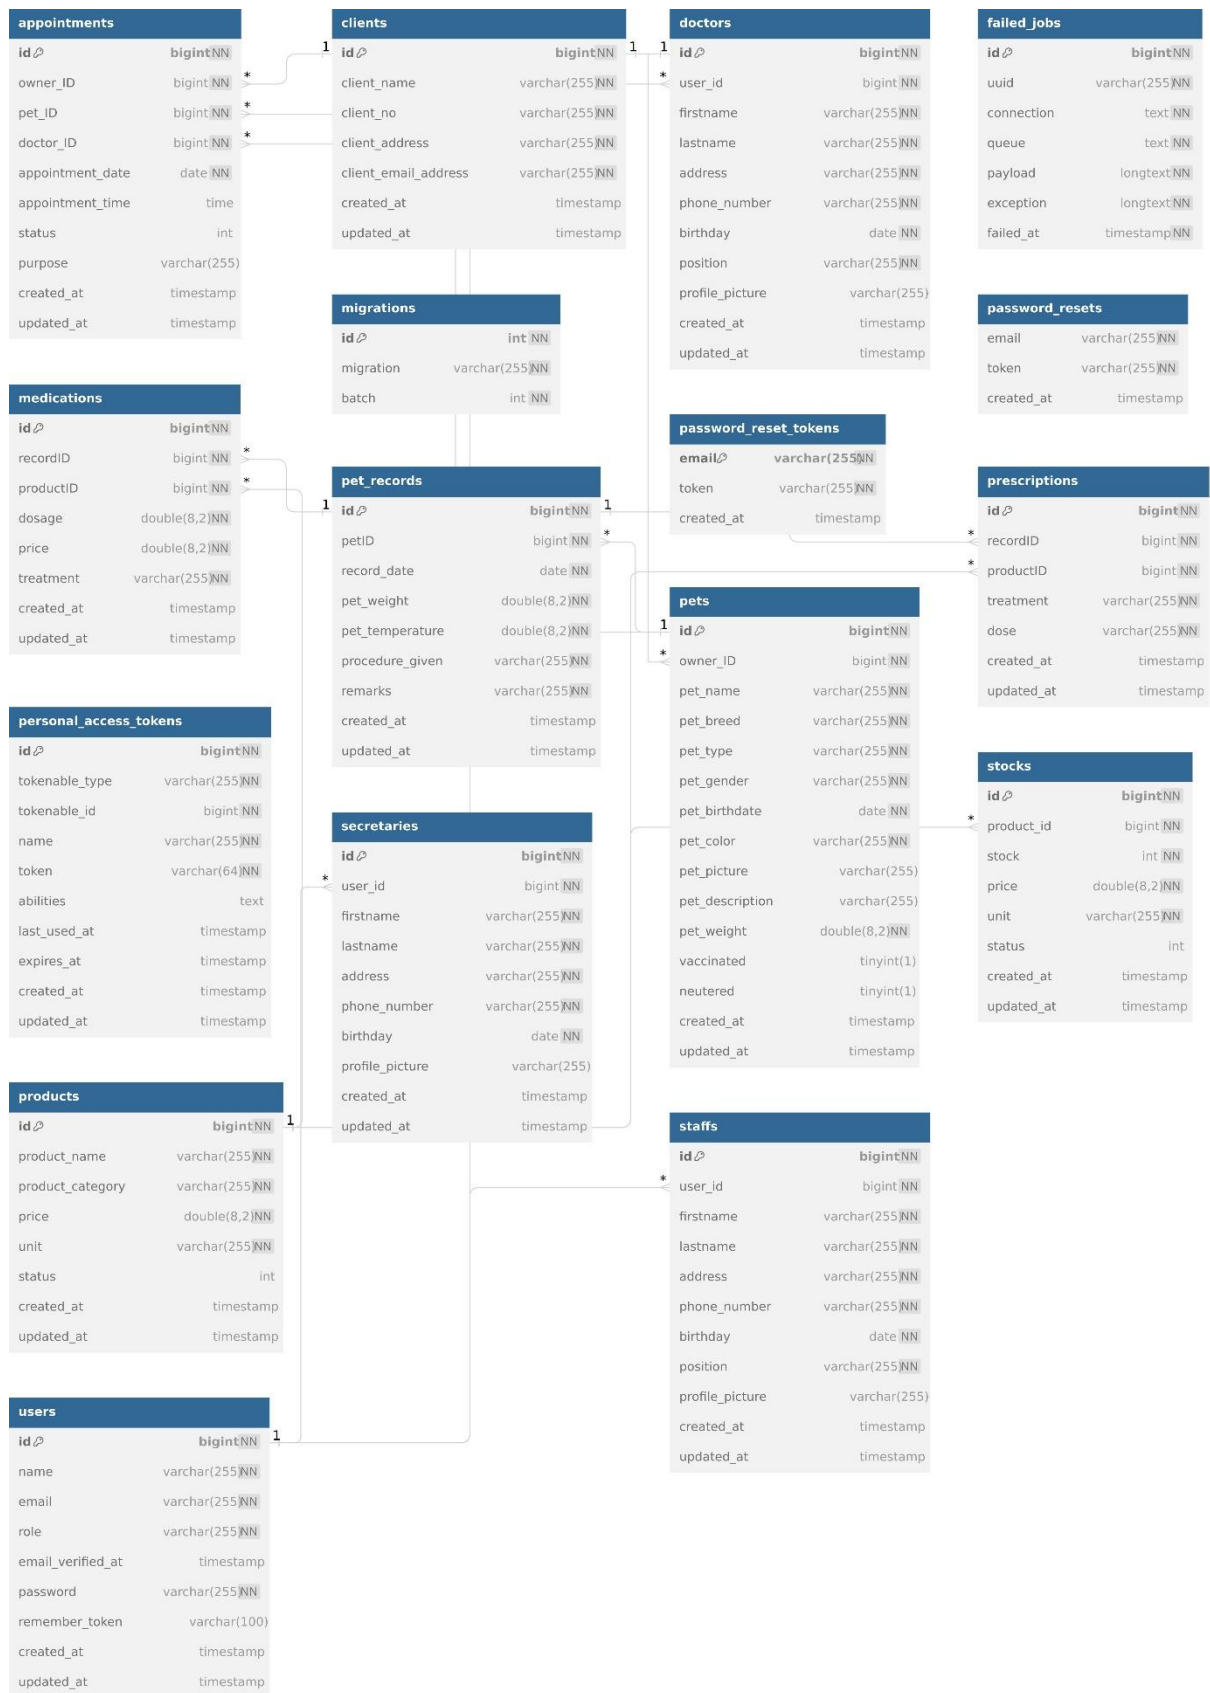 appointments
id bigint NN
owner_ID bigint NN
pet_ID bigint NN
doctor_ID bigint NN
appointment_date date NN
appointment_time time
status int
purpose varchar(255)
created_at timestamp
updated_at timestamp
medications
id bigint NN
recordID bigint NN
productID bigint NN
dosage double(8,2) NN
price double(8,2) NN
treatment varchar(255) NN
created_at timestamp
updated_at timestamp
personal_access_tokens
id bigint NN
tokenable_type varchar(255) NN
tokenable_id bigint NN
name varchar(255) NN
token varchar(64) NN
abilities text
last_used_at timestamp
expires_at timestamp
created_at timestamp
updated_at timestamp
products
id bigint NN
product_name varchar(255) NN
product_category varchar(255) NN
price double(8,2) NN
unit varchar(255) NN
status int
created_at timestamp
updated_at timestamp
users
id bigint NN
name varchar(255) NN
email varchar(255) NN
role varchar(255) NN
email_verified_at timestamp
password varchar(255) NN
remember_token varchar(100)
created_at timestamp
updated_at timestamp
* * *
* *
1
1
clients
1 id bigint NN 1
client_name varchar(255) NN
client_no varchar(255) NN
client_address varchar(255) NN
client_email_address varchar(255) NN
created_at timestamp
updated_at timestamp
migrations
id int NN
migration varchar(255) NN
batch int NN
pet_records
1 id bigint NN 1
petID bigint NN *
record_date date NN
pet_weight double(8,2) NN
pet_temperature double(8,2) NN
procedure_given varchar(255) NN
remarks varchar(255) NN
created_at timestamp
updated_at timestamp
secretaries
id bigint NN
* user_id bigint NN
firstname varchar(255) NN
lastname varchar(255) NN
address varchar(255) NN
phone_number varchar(255) NN
birthday date NN
profile_picture varchar(255)
created_at timestamp
updated_at timestamp
doctors
1 id bigint NN
* user_id bigint NN
firstname varchar(255) NN
lastname varchar(255) NN
address varchar(255) NN
phone_number varchar(255) NN
birthday date NN
position varchar(255) NN
profile_picture varchar(255)
created_at timestamp
updated_at timestamp
password_reset_tokens
email varchar(255) NN
token varchar(255) NN
created_at timestamp
pets
1 id bigint NN
* owner_ID bigint NN
pet_name varchar(255) NN
pet_breed varchar(255) NN
pet_type varchar(255) NN
pet_gender varchar(255) NN
pet_birthdate date NN
pet_color varchar(255) NN
pet_picture varchar(255)
pet_description varchar(255)
pet_weight double(8,2) NN
vaccinated tinyint(1)
neutered tinyint(1)
created_at timestamp
updated_at timestamp
staffs
id bigint NN
* user_id bigint NN
firstname varchar(255) NN
lastname varchar(255) NN
address varchar(255) NN
phone_number varchar(255) NN
birthday date NN
position varchar(255) NN
profile_picture varchar(255)
created_at timestamp
updated_at timestamp
failed_jobs
id bigint NN
uuid varchar(255) NN
connection text NN
queue text NN
payload longtext NN
exception longtext NN
failed_at timestamp NN
password_resets
email varchar(255) NN
token varchar(255) NN
created_at timestamp
prescriptions
id bigint NN
* recordID bigint NN
* productID bigint NN
treatment varchar(255) NN
dose varchar(255) NN
created_at timestamp
updated_at timestamp
stocks
id bigint NN
* product_id bigint NN
stock int NN
price double(8,2) NN
unit varchar(255) NN
status int
created_at timestamp
updated_at timestamp